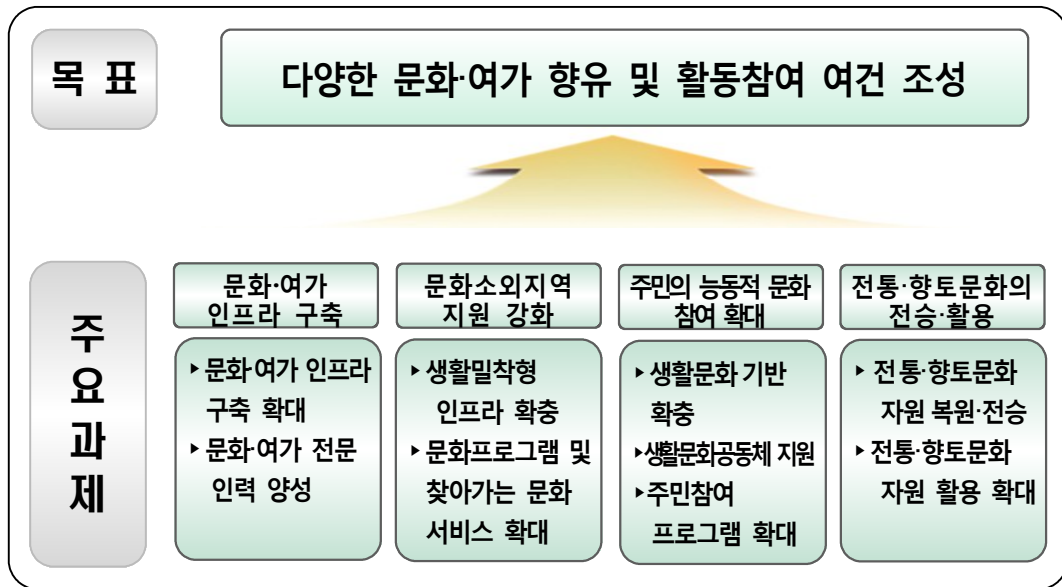 목 표
다양한 문화·여가 향유 및 활동참여 여건 조성
주
요
과
제
문화·여가
인프라 구축
▸문화·여가 인프라
구축 확대
▸문화·여가 전문
인력 양성
문화소외지역
지원 강화
▸생활밀착형
인프라 확충
▸문화프로그램 및
찾아가는 문화
서비스 확대
주민의 능동적 문화
참여 확대
▸생활문화 기반
확충
▸생활문화공동체 지원
▸주민참여
프로그램 확대
전통·향토문화의
전승·활용
▸ 전통·향토문화
자원 복원·전승
▸전통·향토문화
자원 활용 확대